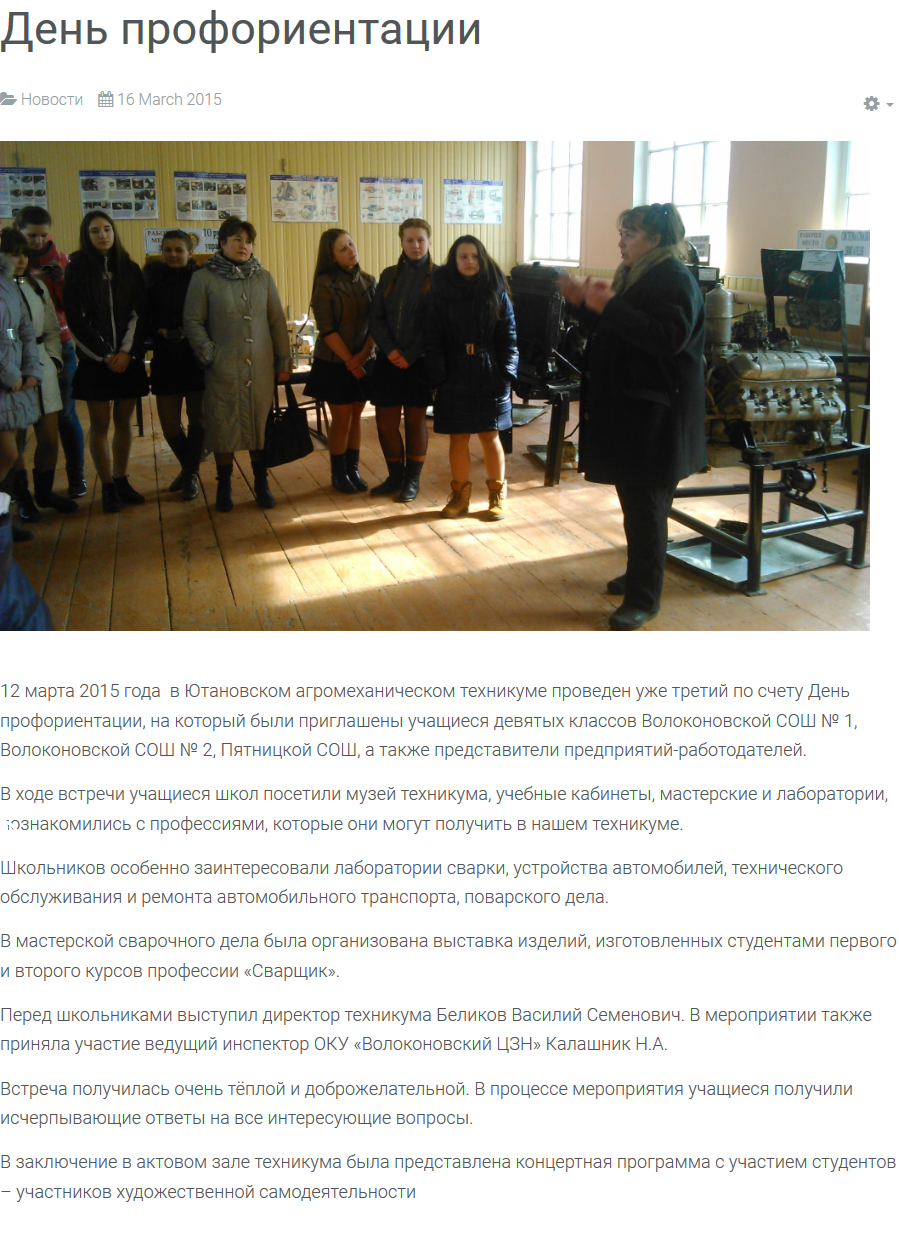 День профориентации
Новости 16 March 2015
12 марта 2015 года в Ютановском агромеханическом техникуме проведен уже третий по счету День
профориентации, на который были приглашены учащиеся девятых классов Волоконовской СОШ № 1,
Волоконовской СОШ № 2, Пятницкой СОШ, а также представители предприятий-работодателей.
В ходе встречи учащиеся школ посетили музей техникума, учебные кабинеты, мастерские и лаборатории,
познакомились с профессиями, которые они могут получить в нашем техникуме.
Школьников особенно заинтересовали лаборатории сварки, устройства автомобилей, технического
обслуживания и ремонта автомобильного транспорта, поварского дела.
В мастерской сварочного дела была организована выставка изделий, изготовленных студентами первого
и второго курсов профессии «Сварщик».
Перед школьниками выступил директор техникума Беликов Василий Семенович. В мероприятии также
приняла участие ведущий инспектор ОКУ «Волоконовский ЦЗН» Калашник Н.А.
Встреча получилась очень тёплой и доброжелательной. В процессе мероприятия учащиеся получили
исчерпывающие ответы на все интересующие вопросы.
В заключение в актовом зале техникума была представлена концертная программа с участием студентов
– участников художественной самодеятельности